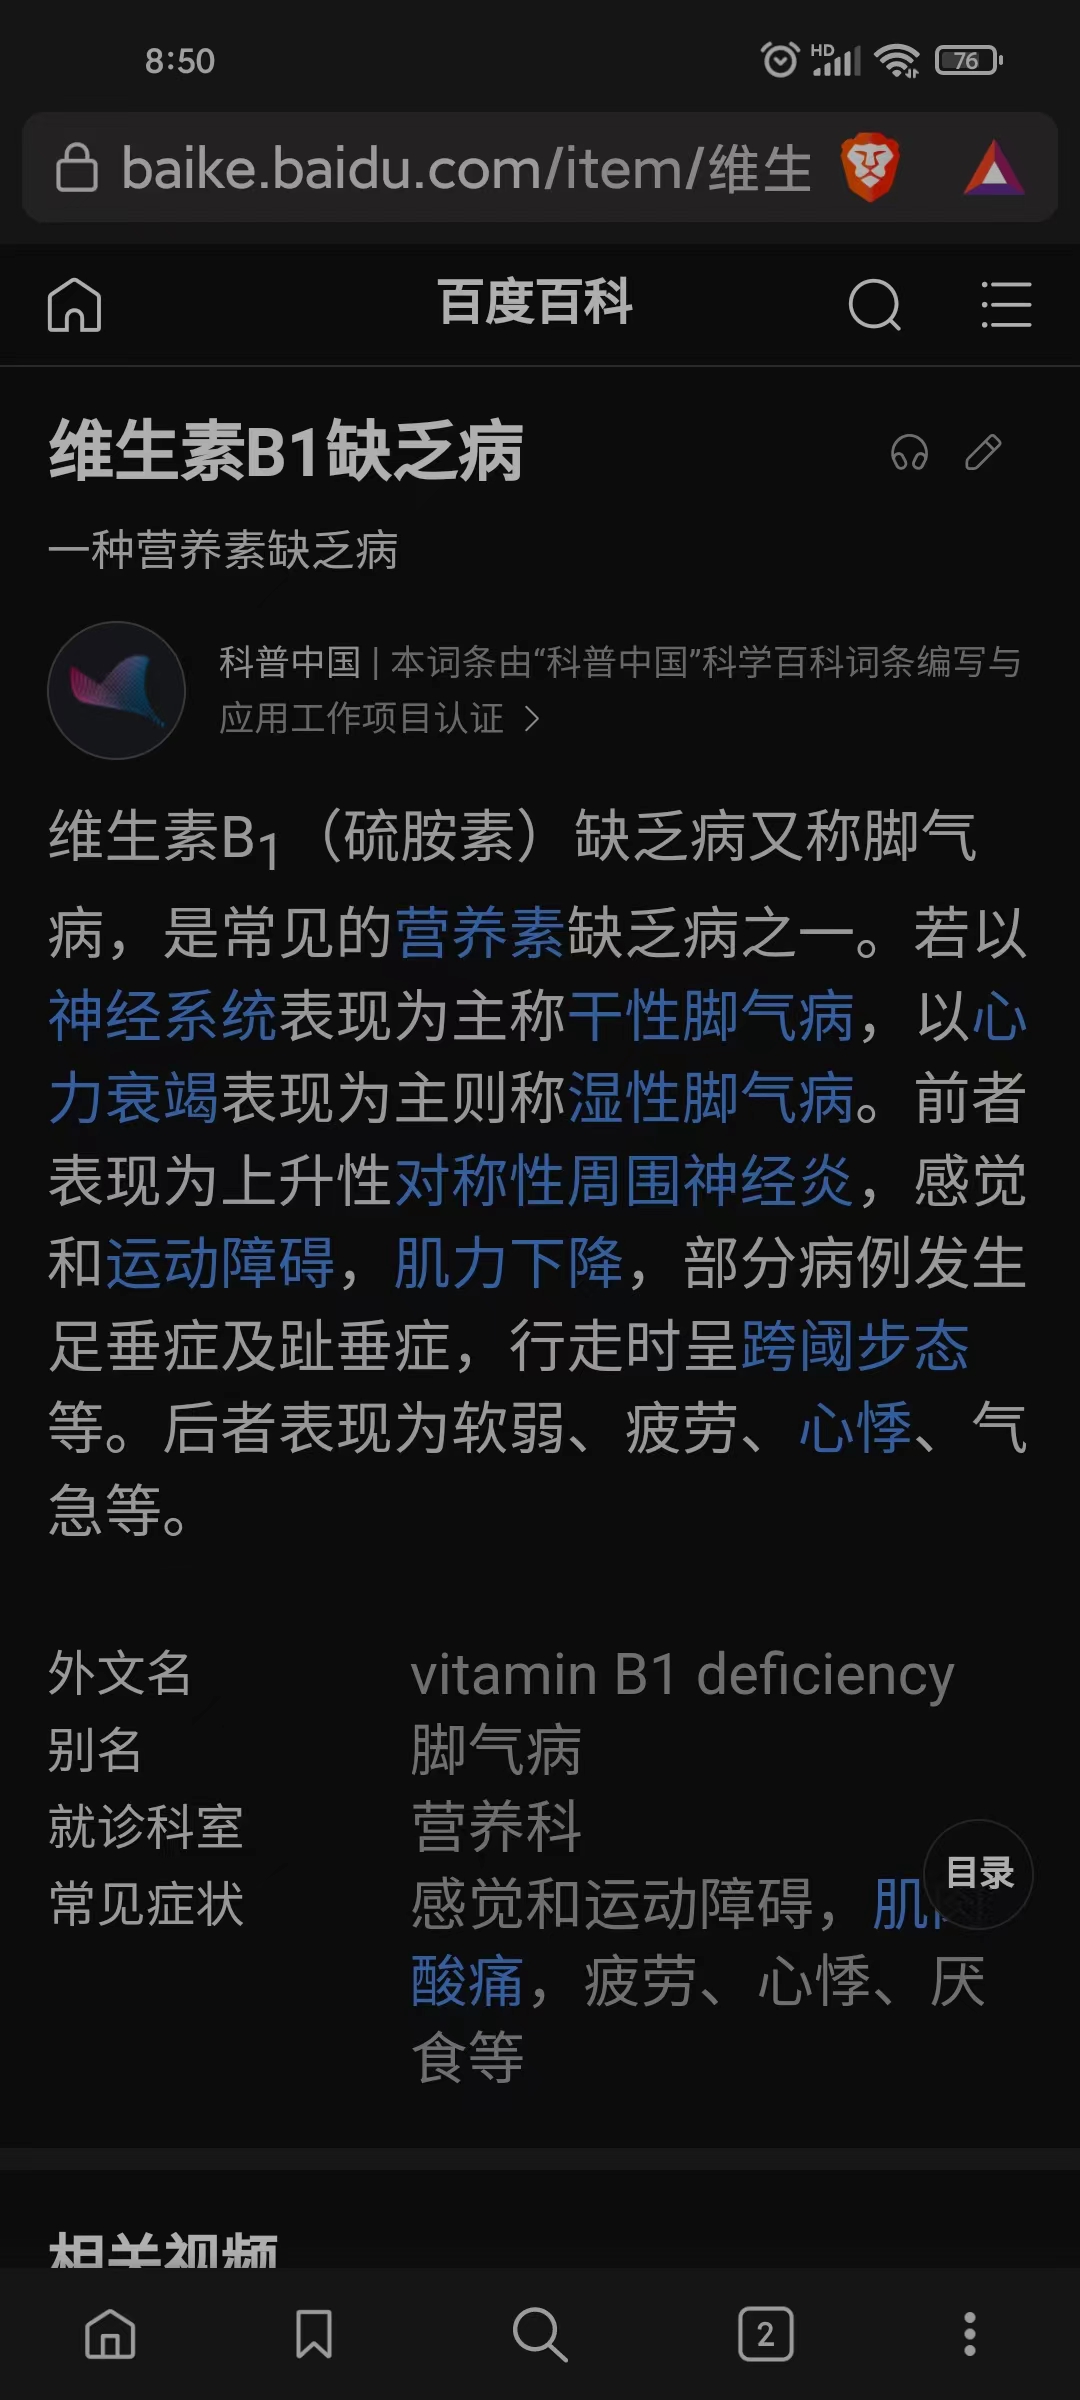 8:50
HD
76
baike.baidu.com/item/维生
百度百科
维生素B1缺乏病
一种营养素缺乏病
科普中国 | 本词条由“科普中国”科学百科词条编写与
应用工作项目认证 >
维生素B1（硫胺素）缺乏病又称脚气
病，是常见的营养素缺乏病之一。若以
神经系统表现为主称干性脚气病，以心
力衰竭表现为主则称湿性脚气病。前者
表现为上升性对称性周围神经炎，感觉
和运动障碍，肌力下降，部分病例发生
足垂症及趾垂症，行走时呈跨阈步态
等。后者表现为软弱、疲劳、心悸、气
急等。
外文名 vitamin B1 deficiency
别名 脚气病
就诊科室 营养科
常见症状 感觉和运动障碍，肌
酸痛，疲劳、心悸、厌
食等
目录
相关视频
2